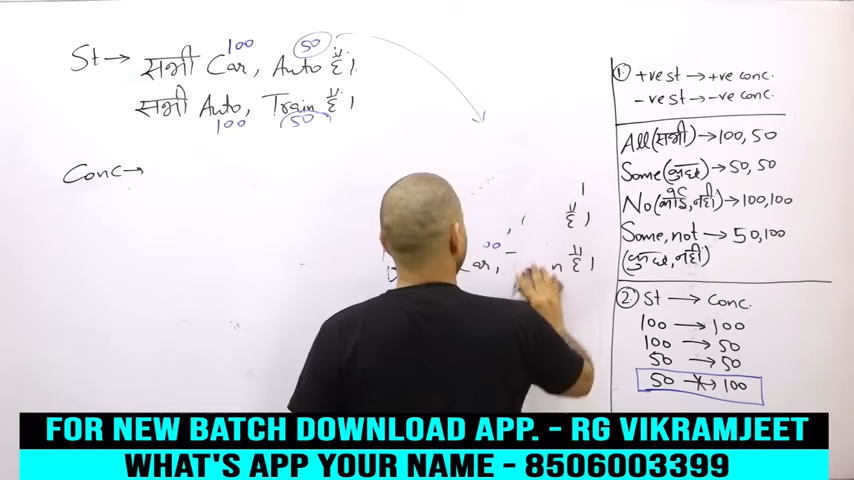 100 50
St → सभी Car, Auto हैं।
सभी Auto, Train हैं।
100 50
Conc →
हैं।
00
ar, n हैं।
① +ve st → +ve conc.
-ve st → -ve conc.
All (सभी) → 100, 50
Some (कुछ) → 50, 50
No (कोई, नहीं) → 100, 100
Some, not → 50, 100
(कुछ, नहीं)
② St → Conc.
100 → 100
100 → 50
50 → 50
50 -x→ 100
FOR NEW BATCH DOWNLOAD APP. - RG VIKRAMJEET
WHAT'S APP YOUR NAME - 8506003399